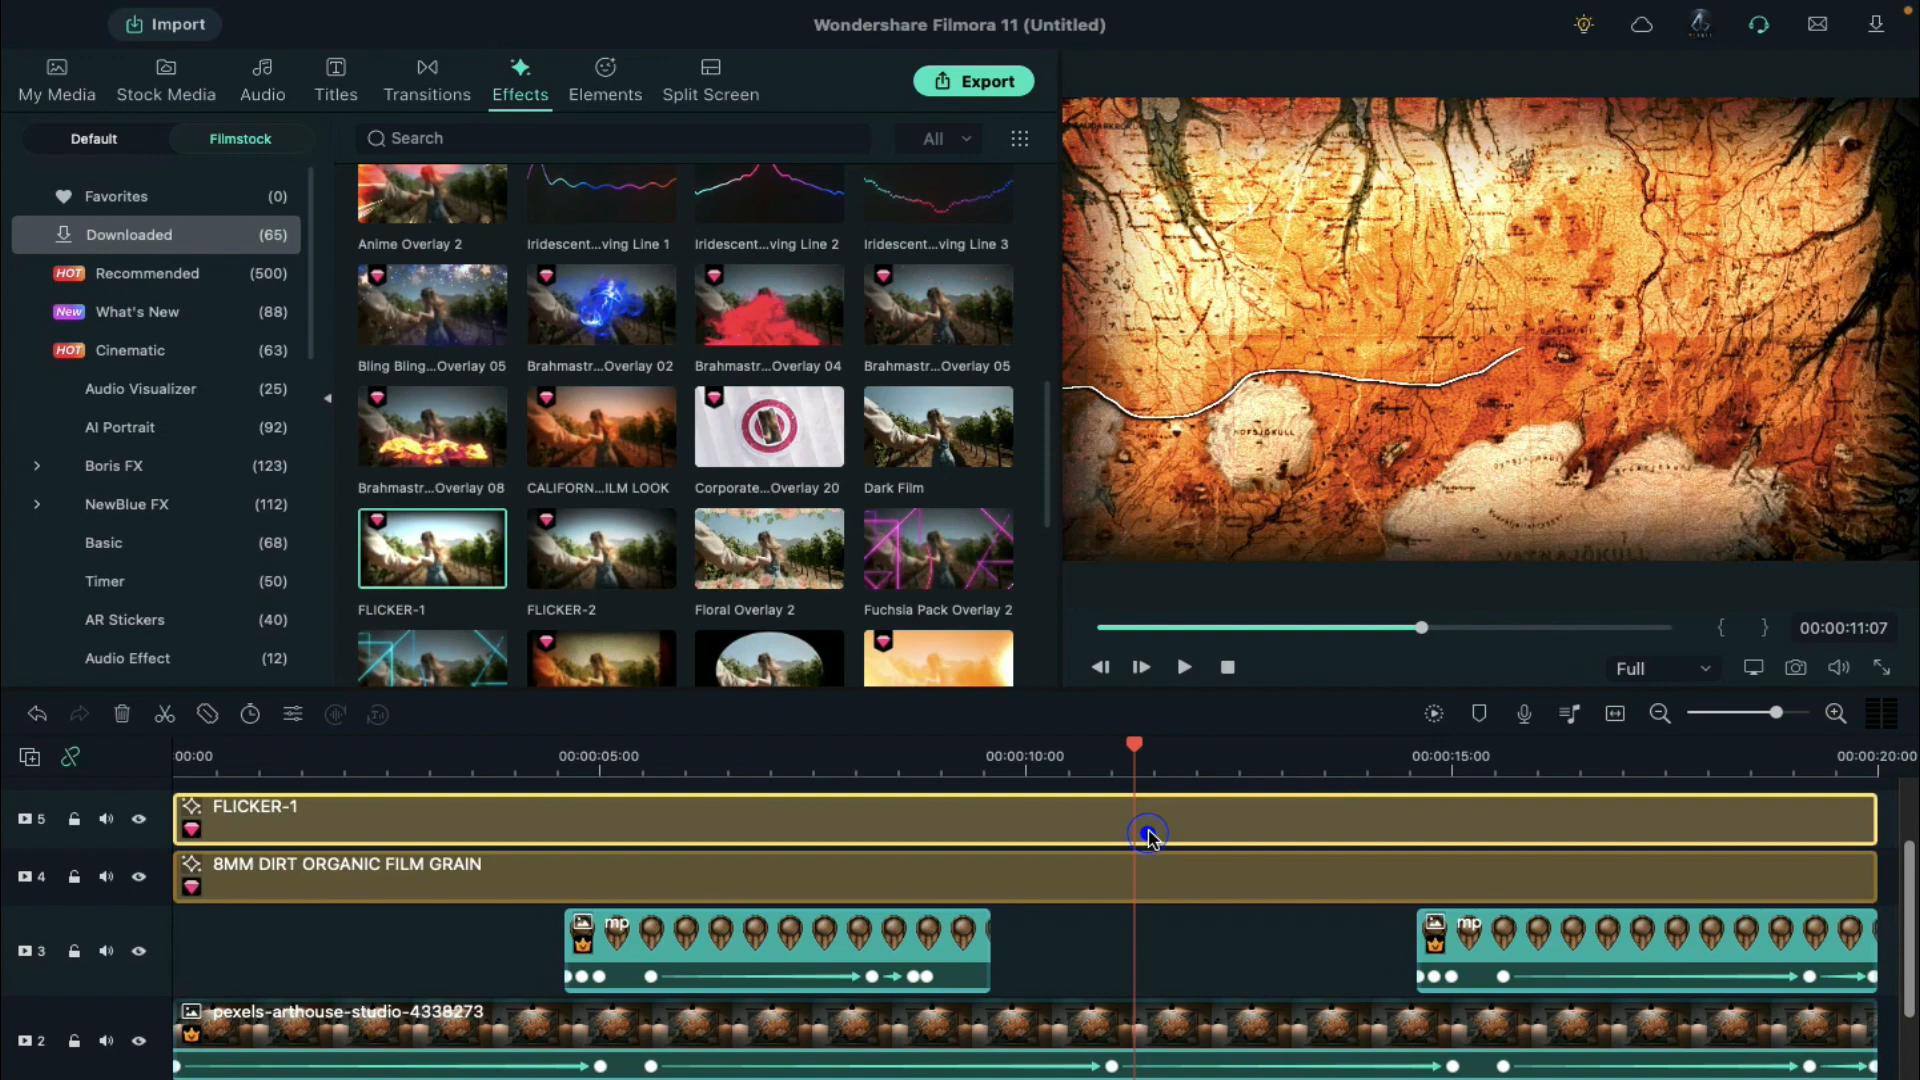 Import
Wondershare Filmora 11 (Untitled)
My Media
Stock Media
Audio
Titles
Transitions
Effects
Elements
Split Screen
Export
Default
Filmstock
Search
All
Favorites (0)
Downloaded (65)
HOT Recommended (500)
New What's New (88)
HOT Cinematic (63)
Audio Visualizer (25)
AI Portrait (92)
Boris FX (123)
NewBlue FX (112)
Basic (68)
Timer (50)
AR Stickers (40)
Audio Effect (12)
Anime Overlay 2
Iridescent...ving Line 1
Iridescent...ving Line 2
Iridescent...ving Line 3
Bling Bling...Overlay 05
Brahmastr...Overlay 02
Brahmastr...Overlay 04
Brahmastr...Overlay 05
Brahmastr...Overlay 08
CALIFORN...ILM LOOK
Corporate...Overlay 20
Dark Film
FLICKER-1
FLICKER-2
Floral Overlay 2
Fuchsia Pack Overlay 2
HOFSJÖKULL
VATNAJÖKULL
{ } 00:00:11:07
Full
:00:00
00:00:05:00
00:00:10:00
00:00:15:00
00:00:20:00
5
FLICKER-1
4
8MM DIRT ORGANIC FILM GRAIN
3
mp
mp
2
pexels-arthouse-studio-4338273